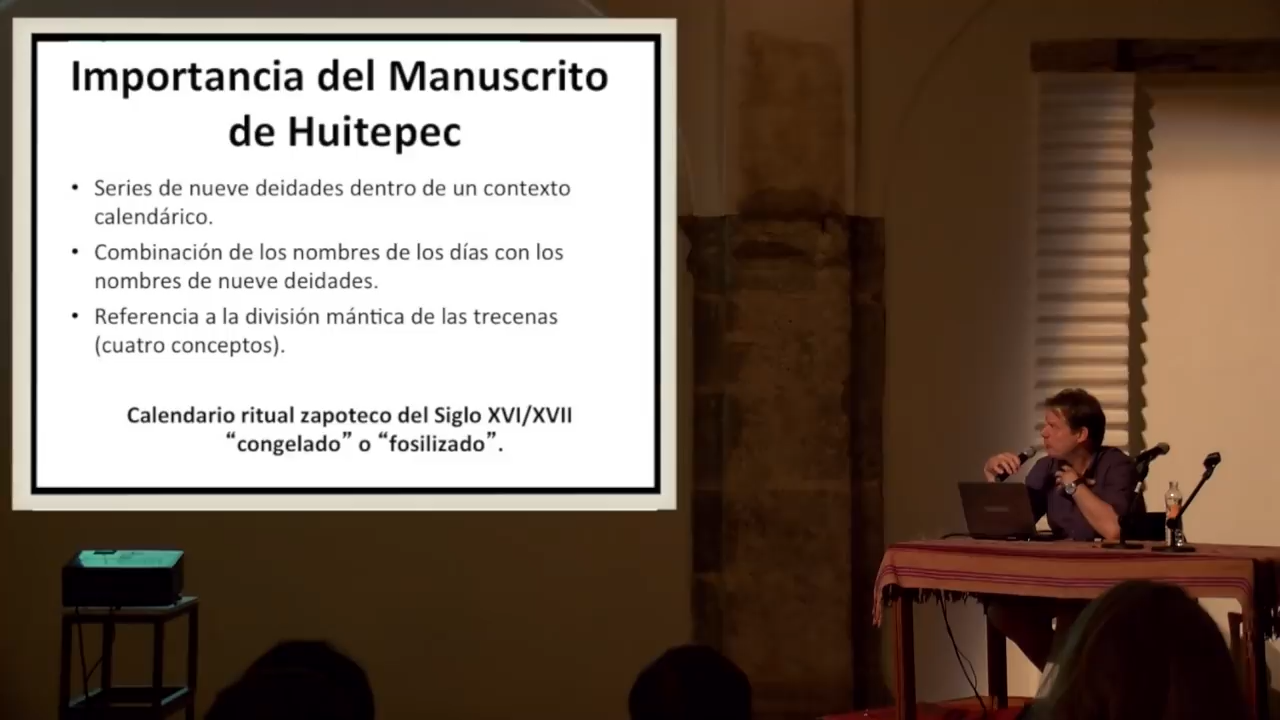 Importancia del Manuscrito
de Huitepec
• Series de nueve deidades dentro de un contexto
calendárico.
• Combinación de los nombres de los días con los
nombres de nueve deidades.
• Referencia a la división mántica de las trecenas
(cuatro conceptos).
Calendario ritual zapoteco del Siglo XVI/XVII
“congelado” o “fosilizado”.